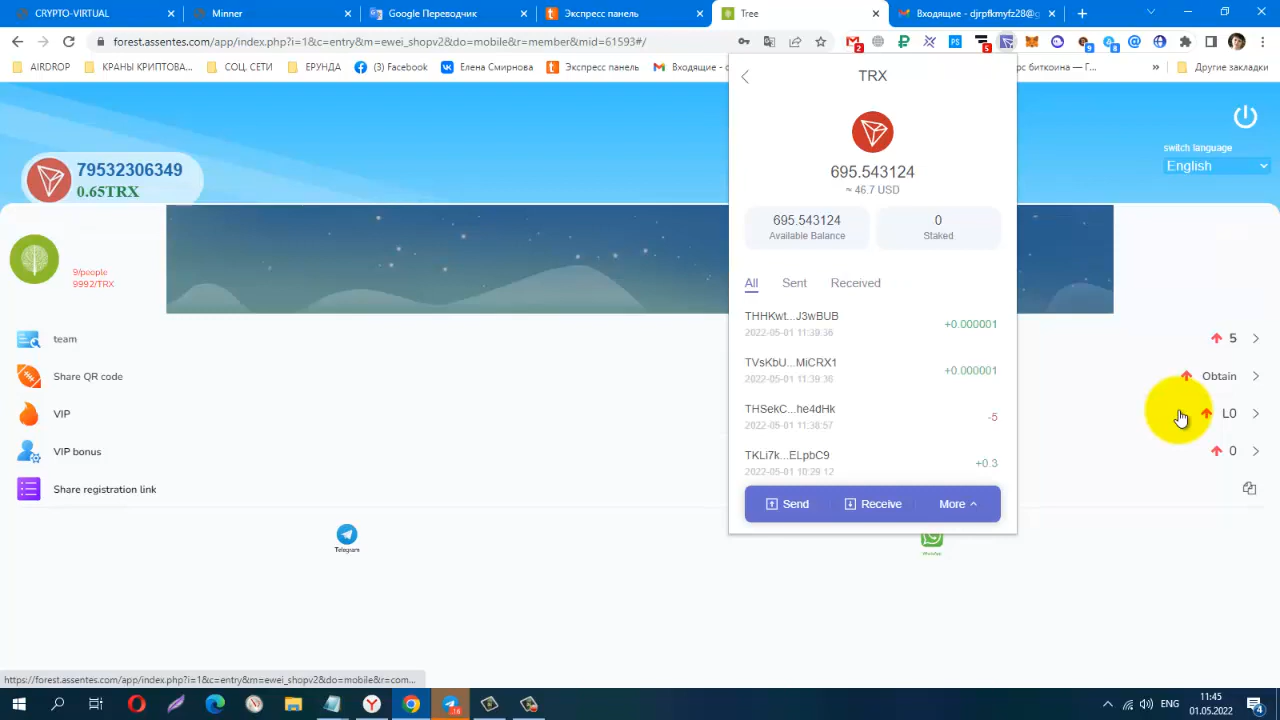 CRYPTO-VIRTUAL
Minner
Google Переводчик
Экспресс панель
Tree
Входящие - djrpfkmyfz28@g
forest.assentes.com/app/index.php?i=1&c=entry&m=ewei_shopv2&do=mobile&r=member&mid=61593#/
AIRDROP
КРАНЫ КРИПТОВА...
СОЦ. СЕТИ
ЕРУНДА
(3) Facebook
Елена Смирнова
Экспресс панель
Входящие -
рс биткоина — Г...
»
Другие закладки
TRX
79532306349
0.65TRX
switch language
English
695.543124
≈ 46.7 USD
695.543124
Available Balance
0
Staked
9/people
9992/TRX
All
Sent
Received
THHKwt...J3wBUB
+0.000001
2022-05-01 11:39:36
TVsKbU...MiCRX1
+0.000001
2022-05-01 11:39:36
THSekC...he4dHk
-5
2022-05-01 11:38:57
TKLi7k...ELpbC9
+0.3
2022-05-01 10:29:12
team
5
Share QR code
Obtain
VIP
L0
VIP bonus
0
Share registration link
Send
Receive
More
Telegram
WhatsApp
https://forest.assentes.com/app/index.php?i=1&c=entry&m=ewei_shopv2&do=mobile&r=com...
ENG
11:45
01.05.2022